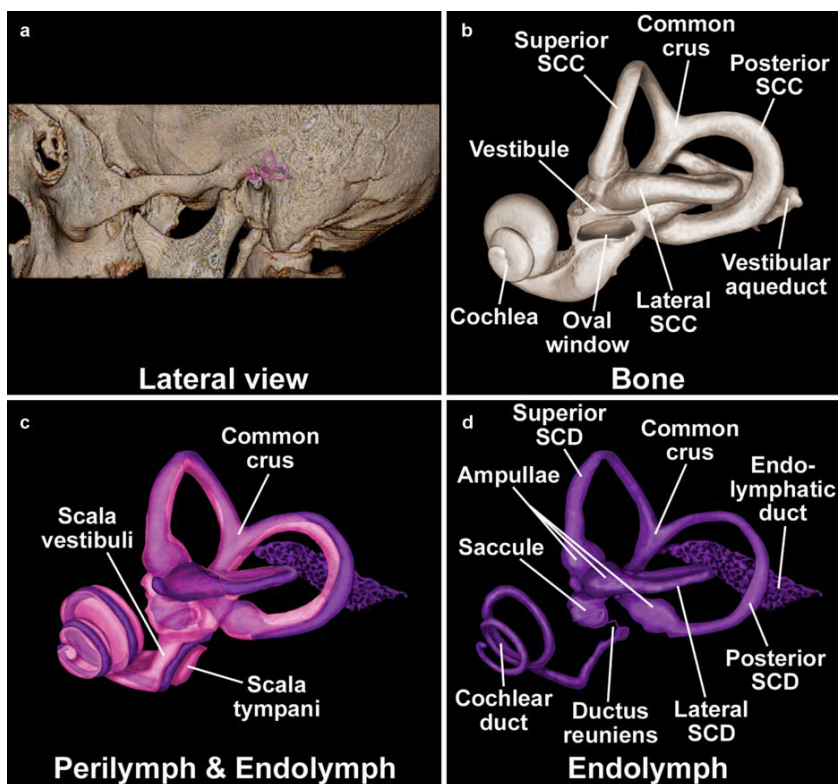 a
Lateral view
b
Superior
SCC
Common
crus
Posterior
SCC
Vestibule
Cochlea
Oval
window
Lateral
SCC
Vestibular
aqueduct
Bone
c
Common
crus
Scala
vestibuli
Scala
tympani
Perilymph & Endolymph
d
Superior
SCD
Common
crus
Endo-
lymphatic
duct
Ampullae
Saccule
Cochlear
duct
Ductus
reuniens
Lateral
SCD
Posterior
SCD
Endolymph